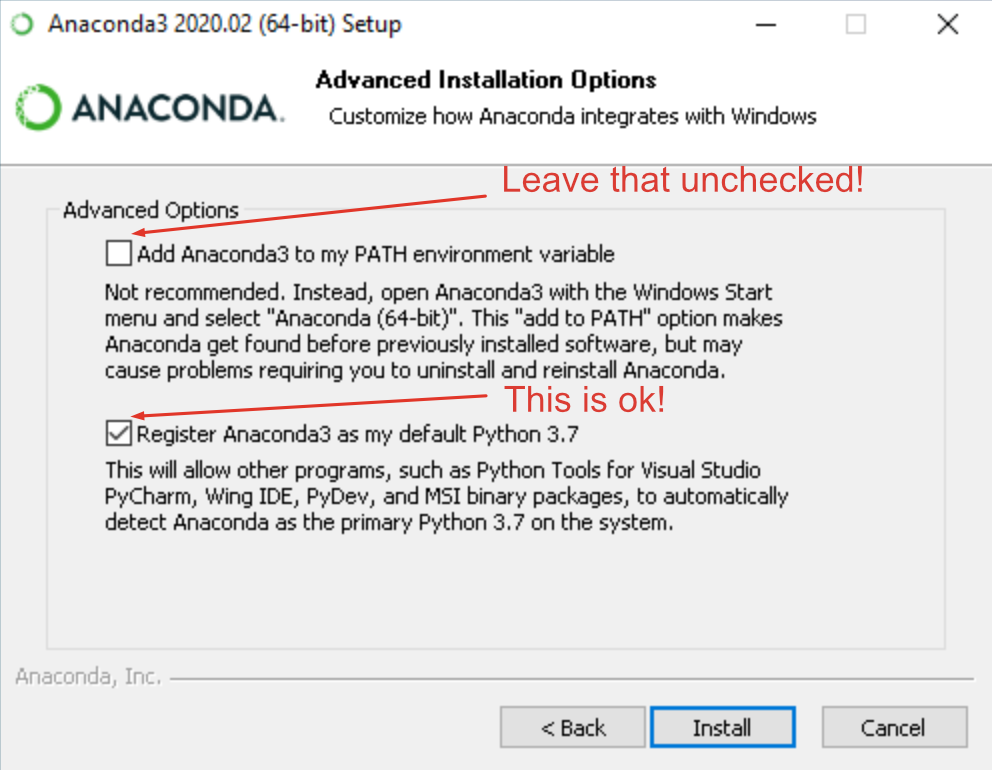 Anaconda3 2020.02 (64-bit) Setup
ANACONDA.
Advanced Installation Options
Customize how Anaconda integrates with Windows
Leave that unchecked!
Advanced Options
Add Anaconda3 to my PATH environment variable
Not recommended. Instead, open Anaconda3 with the Windows Start
menu and select "Anaconda (64-bit)". This "add to PATH" option makes
Anaconda get found before previously installed software, but may
cause problems requiring you to uninstall and reinstall Anaconda.
This is ok!
Register Anaconda3 as my default Python 3.7
This will allow other programs, such as Python Tools for Visual Studio
PyCharm, Wing IDE, PyDev, and MSI binary packages, to automatically
detect Anaconda as the primary Python 3.7 on the system.
Anaconda, Inc.
< Back
Install
Cancel